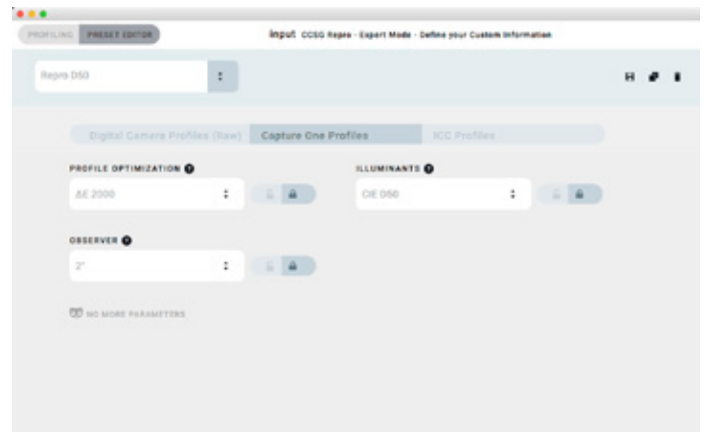 PROFILING PRESET EDITOR
input CCSG Repro - Expert Mode - Define your Custom Information
Repro D50
Digital Camera Profiles (Raw) Capture One Profiles ICC Profiles
PROFILE OPTIMIZATION ? ILLUMINANTS ?
ΔE 2000 CIE D50
OBSERVER ?
2°
NO MORE PARAMETERS